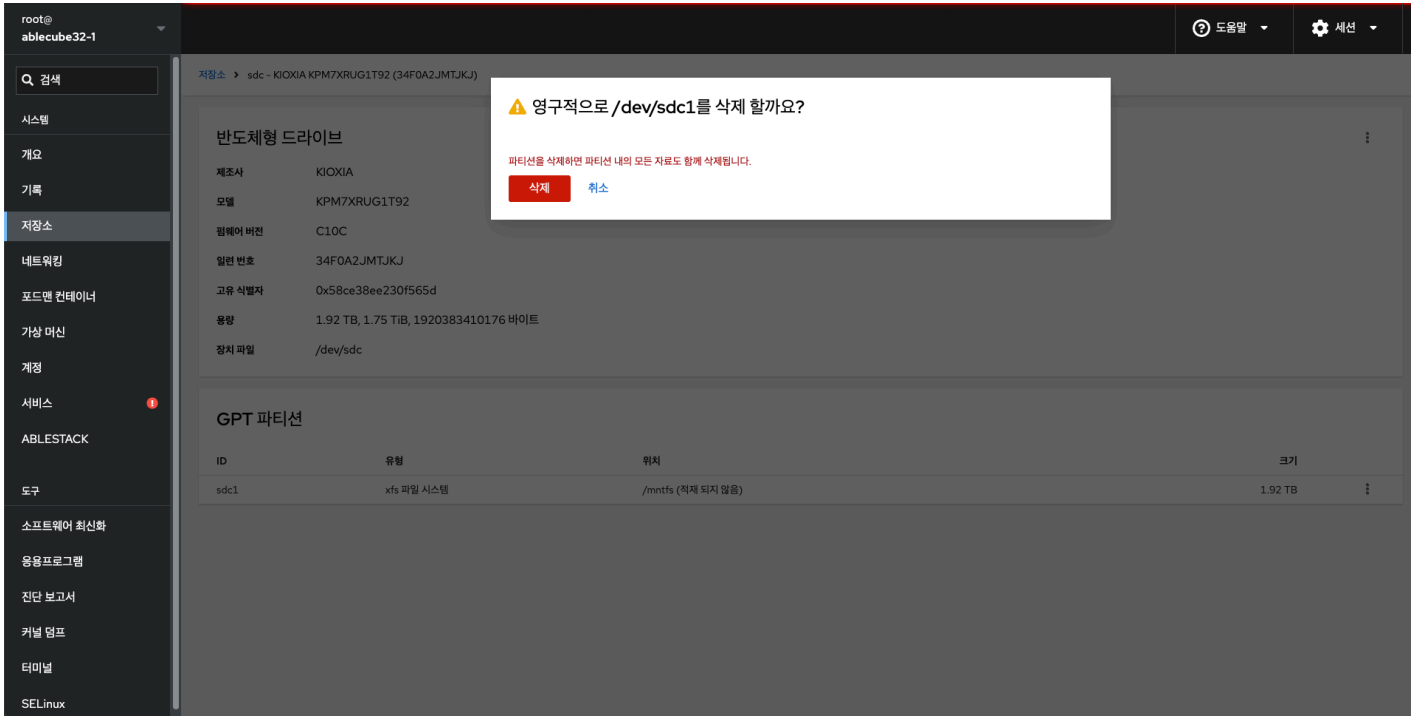 root@
ablecube32-1
도움말
세션
검색
시스템
개요
기록
저장소
네트워킹
포드맨 컨테이너
가상 머신
계정
서비스
ABLESTACK
도구
소프트웨어 최신화
응용프로그램
진단 보고서
커널 덤프
터미널
SELinux
저장소 > sdc - KIOXIA KPM7XRUG1T92 (34F0A2JMTJKJ)
영구적으로 /dev/sdc1를 삭제 할까요?
파티션을 삭제하면 파티션 내의 모든 자료도 함께 삭제됩니다.
삭제 취소
반도체형 드라이브
제조사 KIOXIA
모델 KPM7XRUG1T92
펌웨어 버전 C10C
일련 번호 34F0A2JMTJKJ
고유 식별자 0x58ce38ee230f565d
용량 1.92 TB, 1.75 TiB, 1920383410176 바이트
장치 파일 /dev/sdc
GPT 파티션
ID 유형 위치 크기
sdc1 xfs 파일 시스템 /mntfs (적재 되지 않음) 1.92 TB